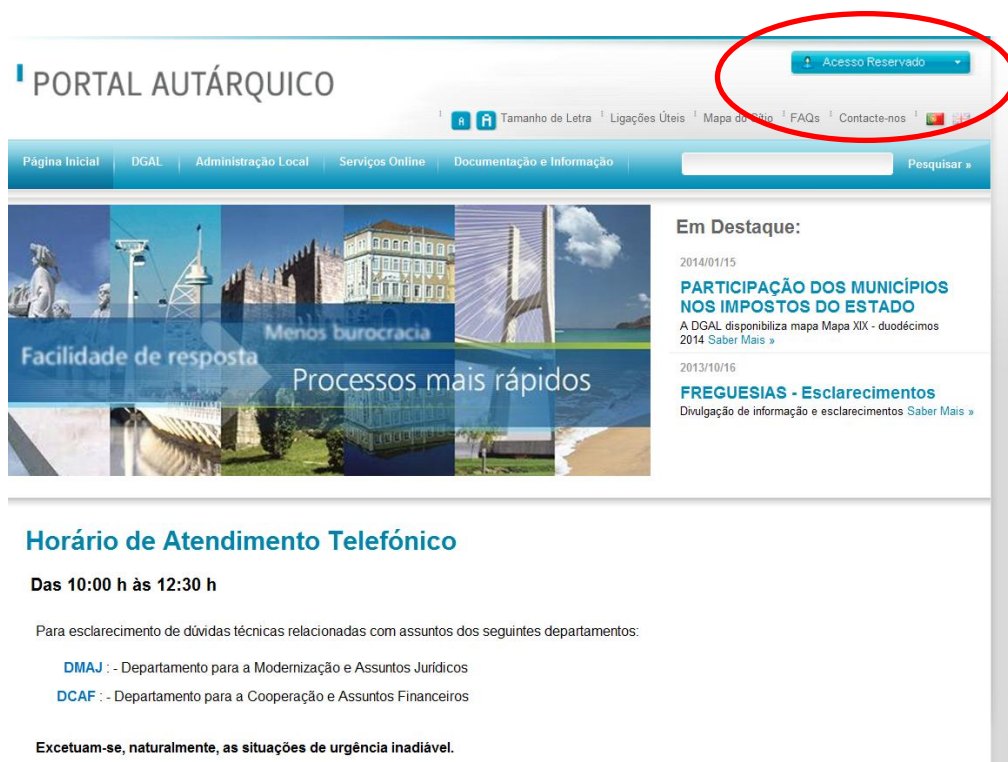 Acesso Reservado
PORTAL AUTÁRQUICO
A A Tamanho de Letra Ligações Úteis Mapa do Sítio FAQs Contacte-nos
Página Inicial DGAL Administração Local Serviços Online Documentação e Informação Pesquisar »
Menos burocracia
Facilidade de resposta
Processos mais rápidos
Em Destaque:
2014/01/15
PARTICIPAÇÃO DOS MUNICÍPIOS
NOS IMPOSTOS DO ESTADO
A DGAL disponibiliza mapa Mapa XIX - duodécimos
2014 Saber Mais »
2013/10/16
FREGUESIAS - Esclarecimentos
Divulgação de informação e esclarecimentos Saber Mais »
Horário de Atendimento Telefónico
Das 10:00 h às 12:30 h
Para esclarecimento de dúvidas técnicas relacionadas com assuntos dos seguintes departamentos:
DMAJ : - Departamento para a Modernização e Assuntos Jurídicos
DCAF : - Departamento para a Cooperação e Assuntos Financeiros
Excetuam-se, naturalmente, as situações de urgência inadiável.